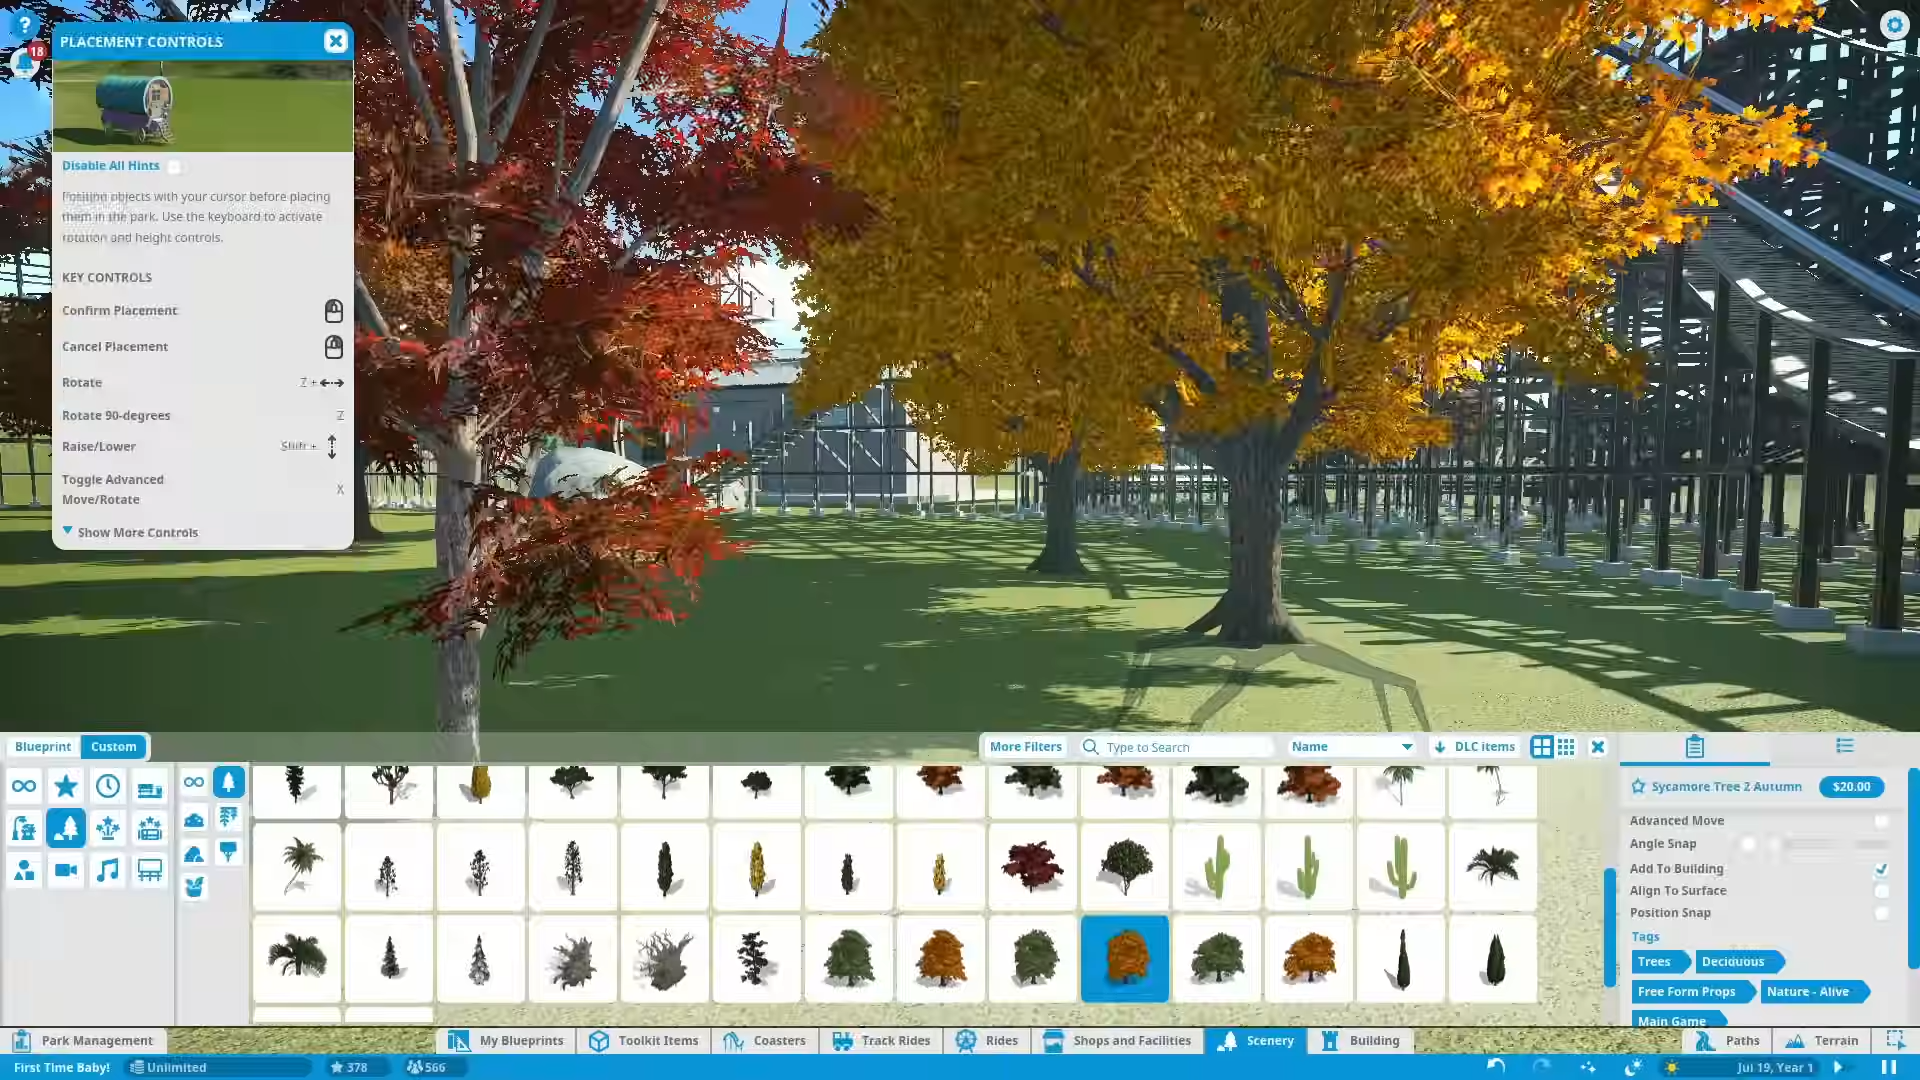 ?
18
PLACEMENT CONTROLS
Disable All Hints
Position objects with your cursor before placing
them in the park. Use the keyboard to activate
rotation and height controls.
KEY CONTROLS
Confirm Placement
Cancel Placement
Rotate Z +
Rotate 90-degrees Z
Raise/Lower Shift +
Toggle Advanced
Move/Rotate X
Show More Controls
Blueprint Custom
More Filters Type to Search Name DLC items
Sycamore Tree 2 Autumn $20.00
Advanced Move
Angle Snap
Add To Building
Align To Surface
Position Snap
Tags
Trees Deciduous
Free Form Props Nature - Alive
Main Game
Park Management My Blueprints Toolkit Items Coasters Track Rides Rides Shops and Facilities Scenery Building Paths Terrain
First Time Baby! Unlimited 378 566 Jul 19, Year 1